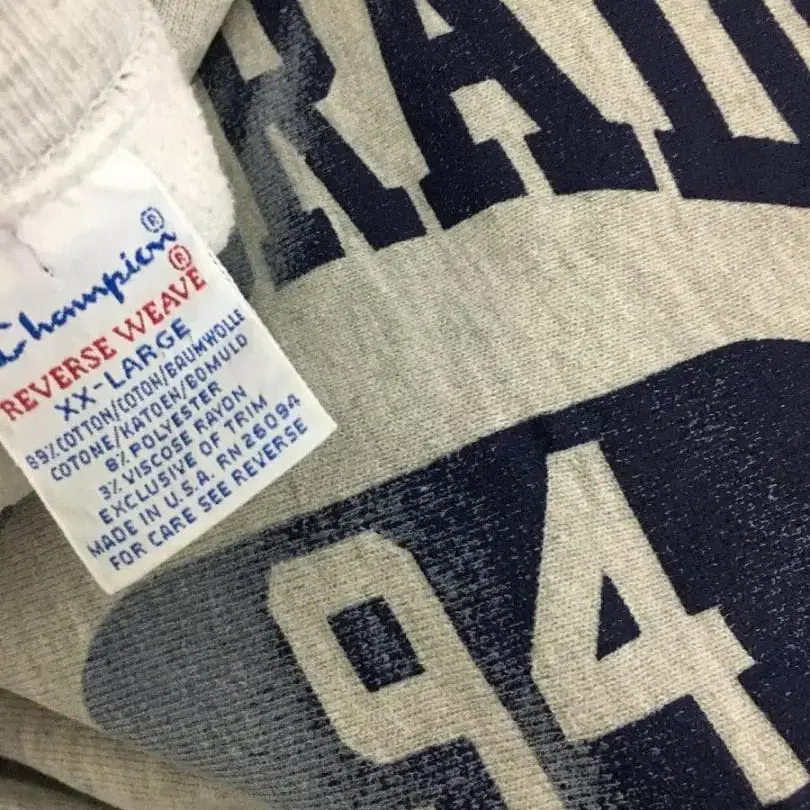 RAD
Champion®
REVERSE WEAVE®
XX-LARGE
89% COTTON/COTON/BAUMWOLLE
COTONE/KATOEN/BOMULD
8% POLYESTER
3% VISCOSE RAYON
EXCLUSIVE OF TRIM
MADE IN U.S.A. RN 26094
FOR CARE SEE REVERSE
94